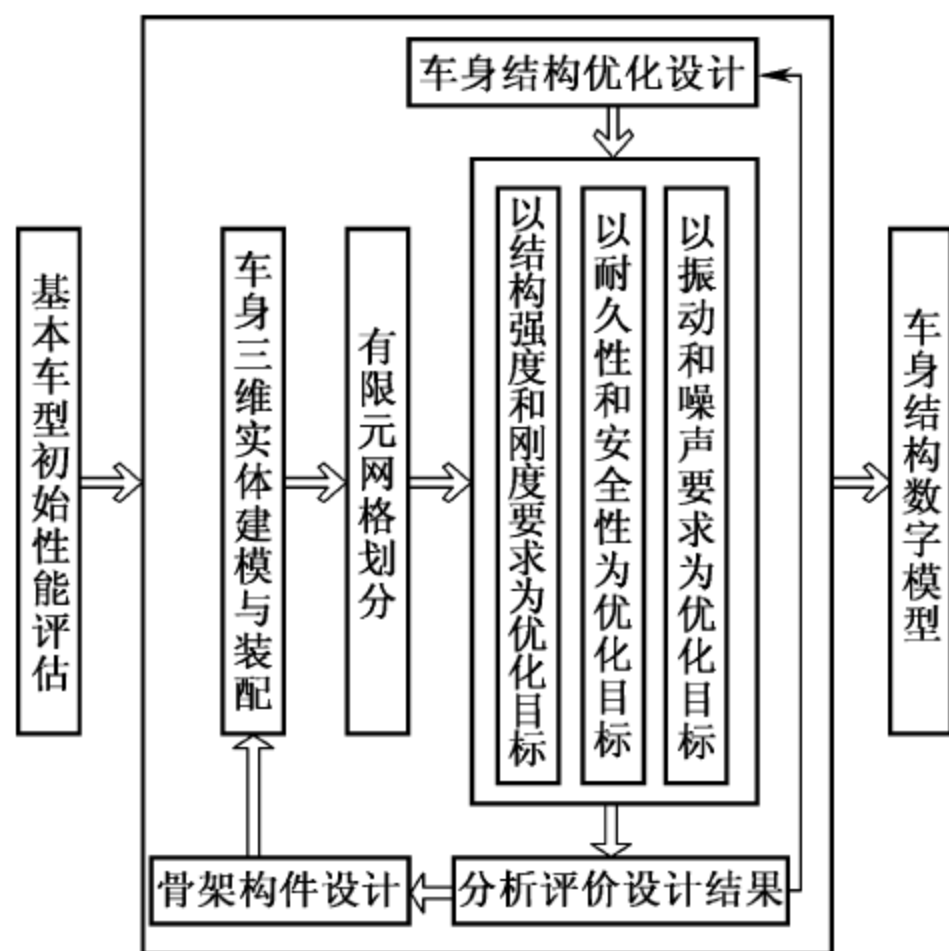 车身结构优化设计
基本车型初始性能评估
车身三维实体建模与装配
有限元网格划分
以结构强度和刚度要求为优化目标
以耐久性和安全性为优化目标
以振动和噪声要求为优化目标
车身结构数字模型
骨架构件设计
分析评价设计结果